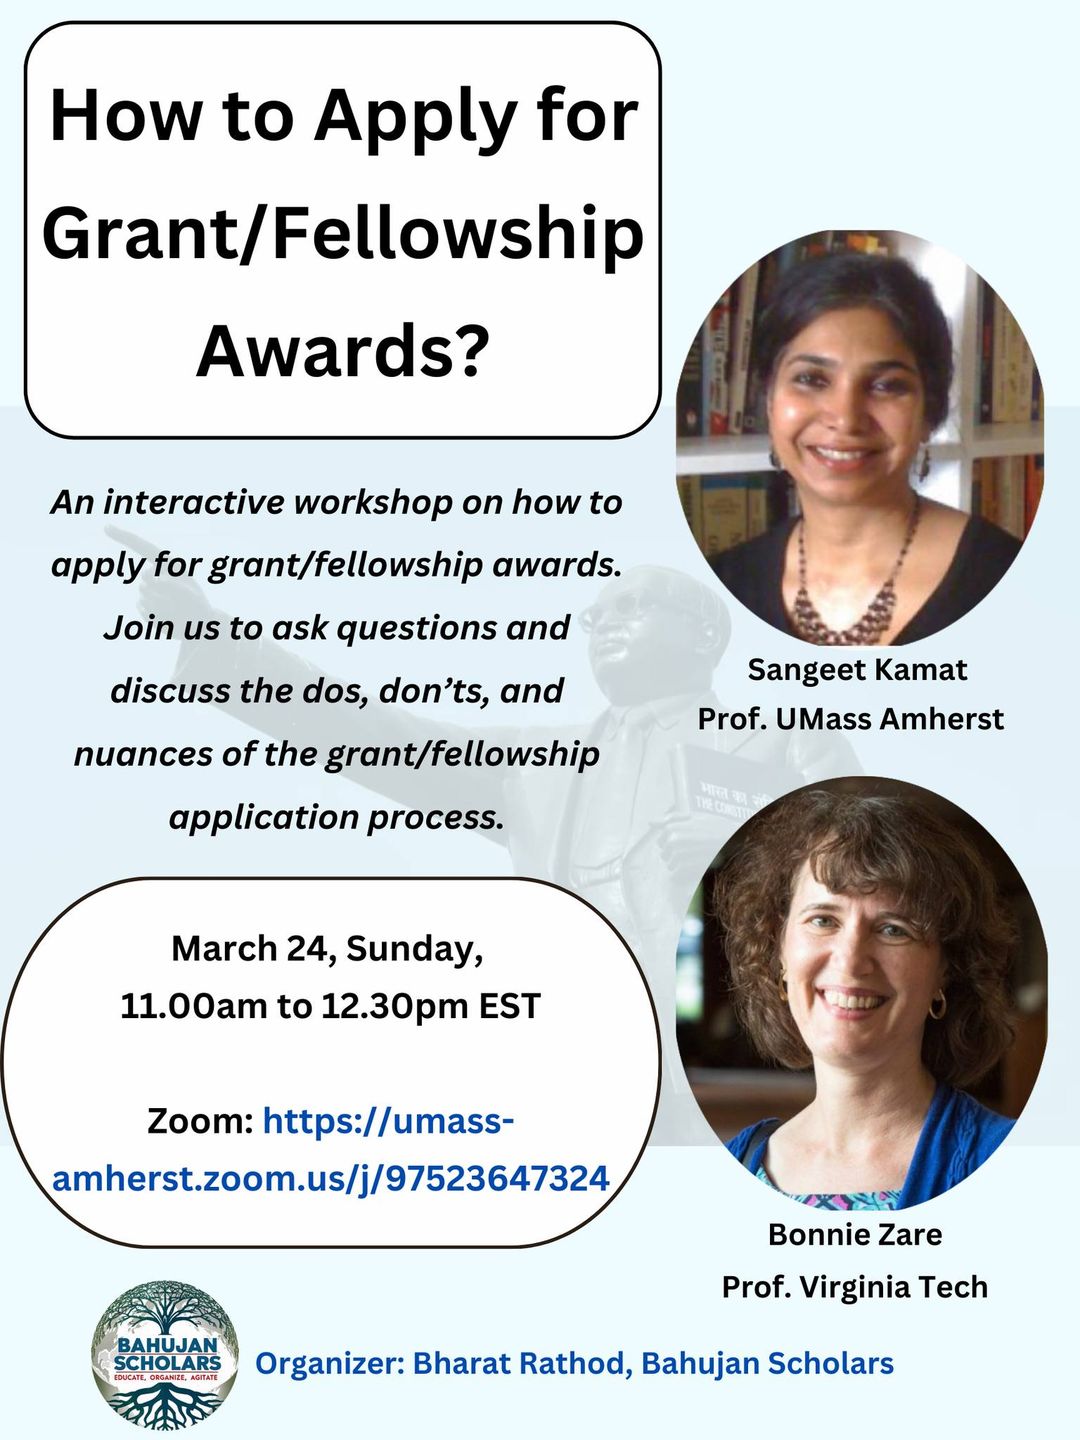 How to Apply for
Grant/Fellowship
Awards?
An interactive workshop on how to
apply for grant/fellowship awards.
Join us to ask questions and
discuss the dos, don’ts, and
nuances of the grant/fellowship
application process.
भारत का
THE
Sangeet Kamat
Prof. UMass Amherst
March 24, Sunday,
11.00am to 12.30pm EST
Zoom: https://umass-
amherst.zoom.us/j/97523647324
Bonnie Zare
Prof. Virginia Tech
BAHUJAN
SCHOLARS
EDUCATE, ORGANIZE, AGITATE
Organizer: Bharat Rathod, Bahujan Scholars